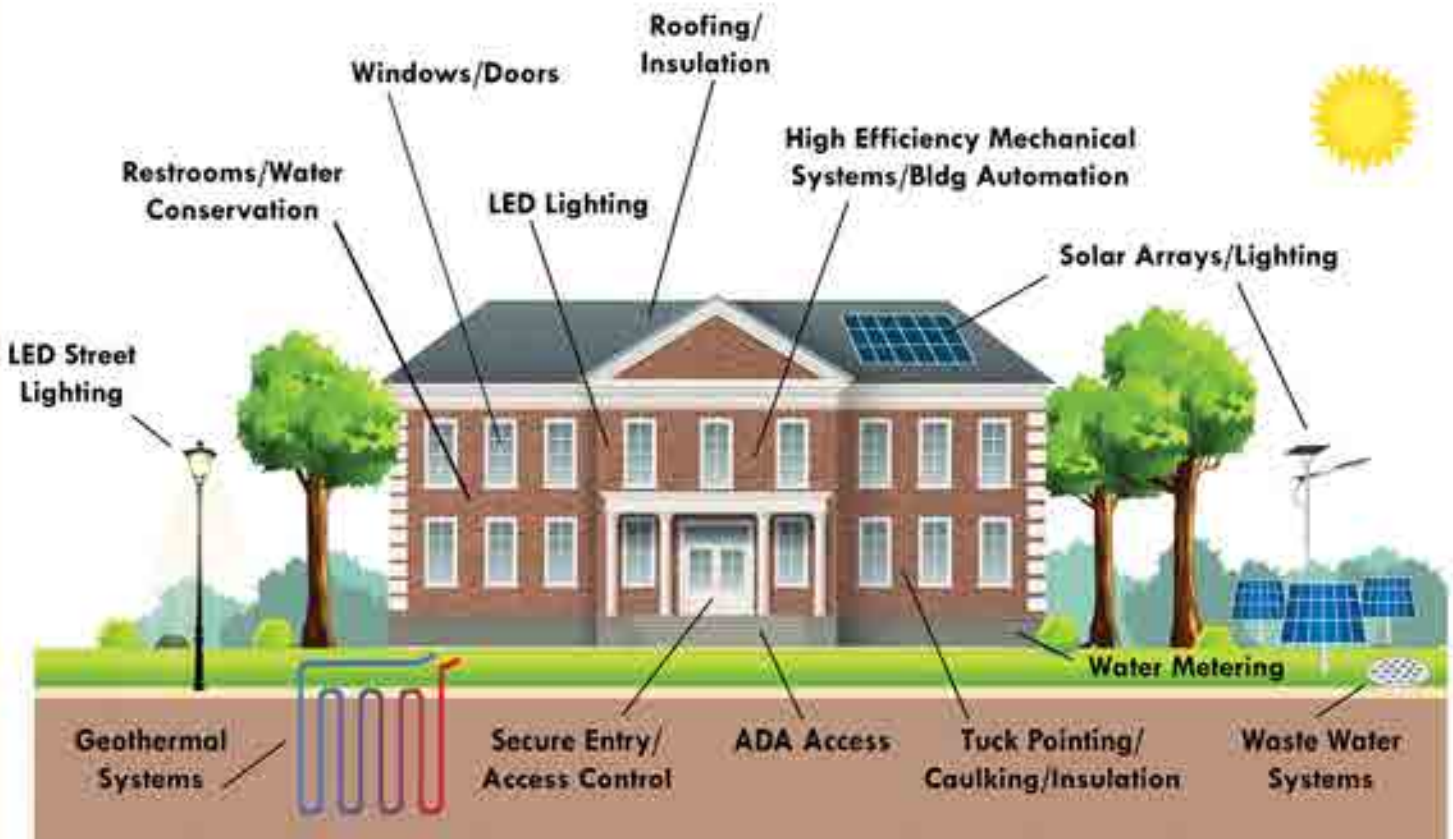 Roofing/
Insulation
Windows/Doors
High Efficiency Mechanical
Systems/Bldg Automation
Restrooms/Water
Conservation
LED Lighting
Solar Arrays/Lighting
LED Street
Lighting
Water Metering
Geothermal
Systems
Secure Entry/
Access Control
ADA Access
Tuck Pointing/
Caulking/Insulation
Waste Water
Systems